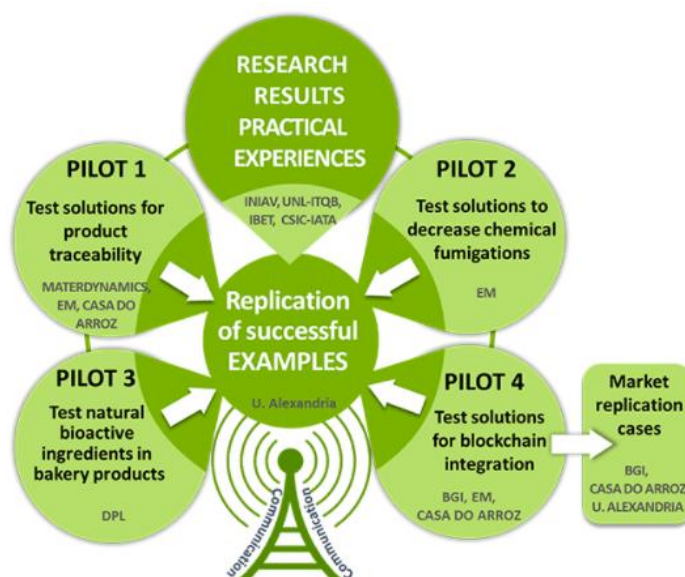 RESEARCH
RESULTS
PRACTICAL
EXPERIENCES
INIAV, UNL-ITQB,
IBET, CSIC-IATA
PILOT 1
Test solutions for
product
traceability
MATERDYNAMICS,
EM, CASA DO
ARROZ
PILOT 2
Test solutions to
decrease chemical
fumigations
EM
Replication
of successful
EXAMPLES
U. Alexandria
PILOT 3
Test natural
bioactive
ingredients in
bakery products
DPL
PILOT 4
Test solutions
for blockchain
integration
BGI, EM,
CASA DO ARROZ
Market
replication
cases
BGI,
CASA DO ARROZ
U. ALEXANDRIA
Communication
Communication